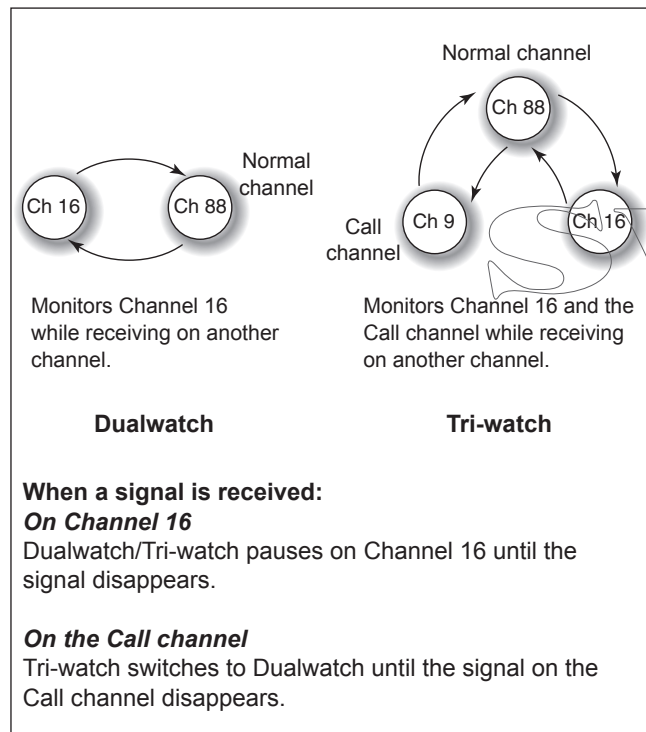 Normal channel
Ch 88
Ch 16
Ch 88
Normal
channel
Call
channel
Ch 9
Ch 16
Monitors Channel 16
while receiving on another
channel.
Monitors Channel 16 and the
Call channel while receiving
on another channel.
Dualwatch
Tri-watch
When a signal is received:
On Channel 16
Dualwatch/Tri-watch pauses on Channel 16 until the
signal disappears.
On the Call channel
Tri-watch switches to Dualwatch until the signal on the
Call channel disappears.